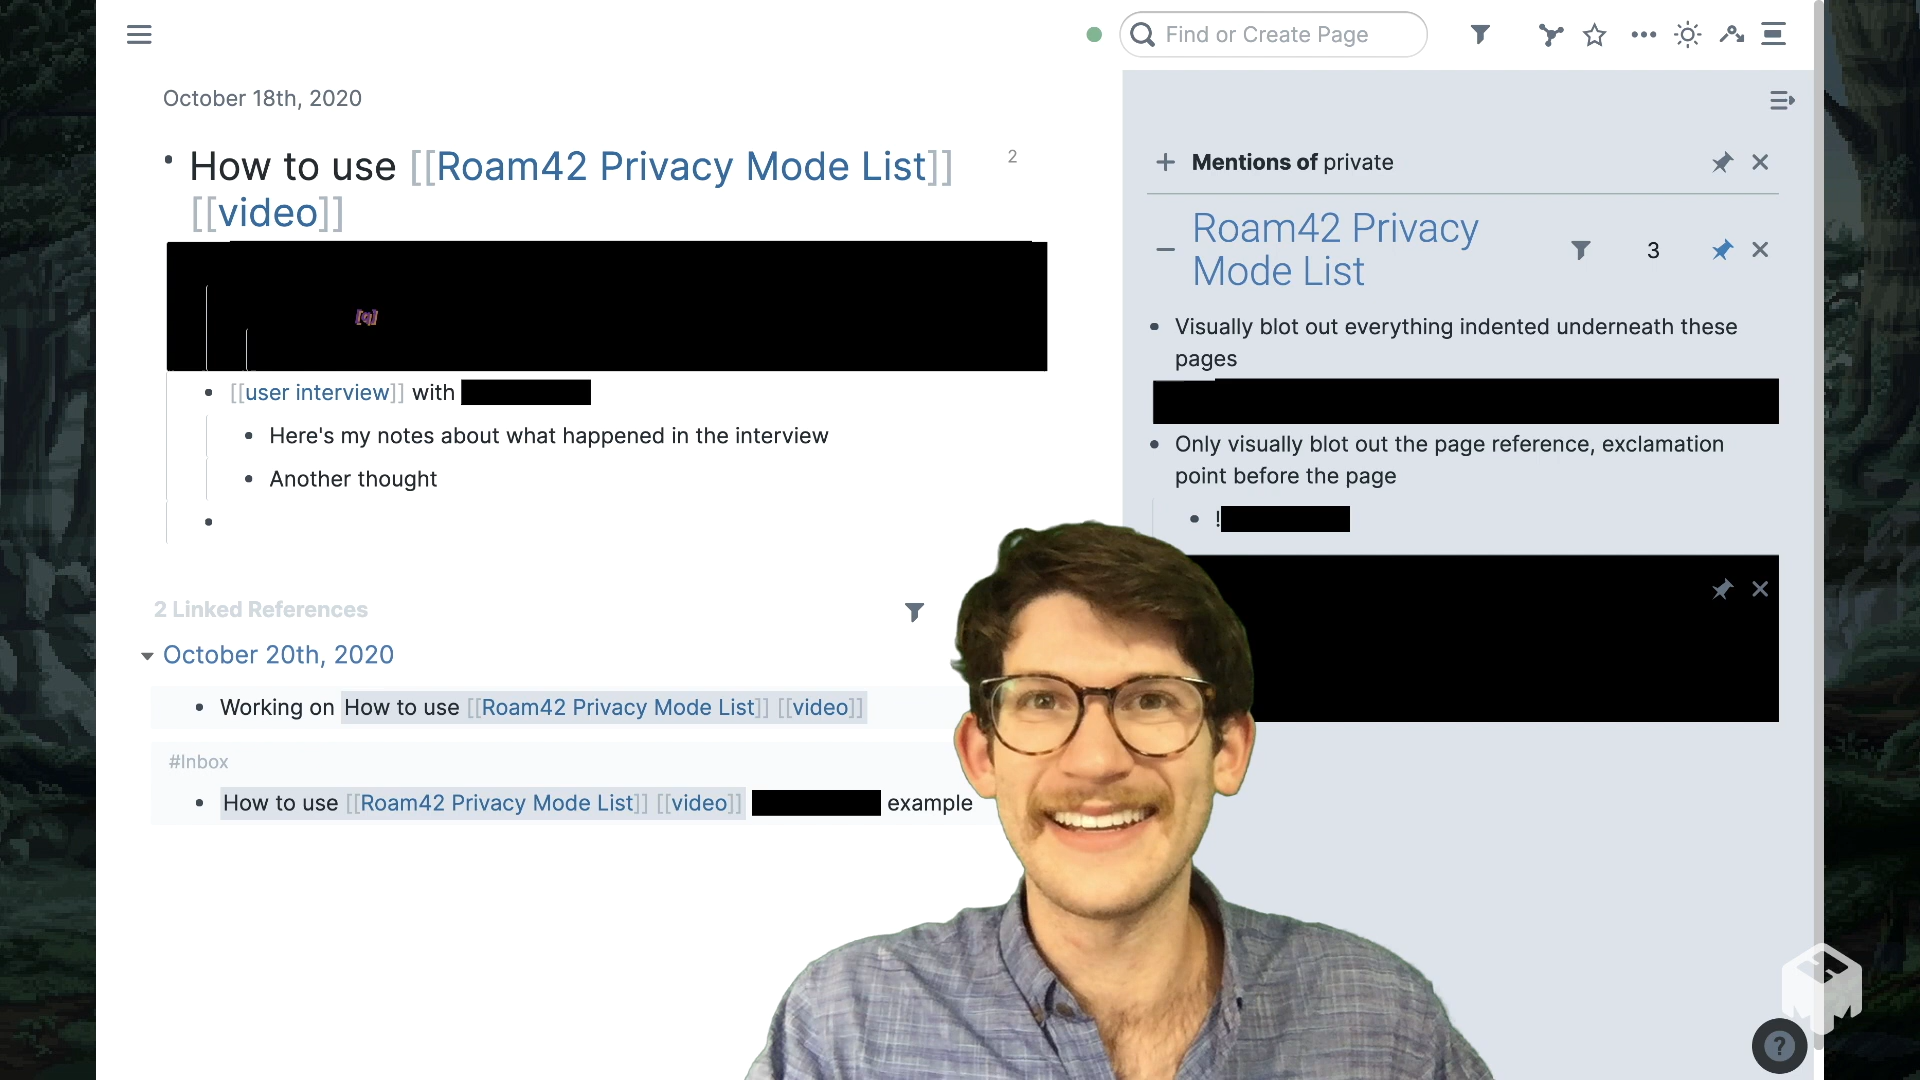 Find or Create Page
October 18th, 2020
How to use [[Roam42 Privacy Mode List]]
[[video]]
2
[q]
[[user interview]] with
Here's my notes about what happened in the interview
Another thought
2 Linked References
October 20th, 2020
Working on How to use [[Roam42 Privacy Mode List]] [[video]]
#Inbox
How to use [[Roam42 Privacy Mode List]] [[video]] example
Mentions of private
Roam42 Privacy
Mode List
3
Visually blot out everything indented underneath these
pages
Only visually blot out the page reference, exclamation
point before the page
!
?